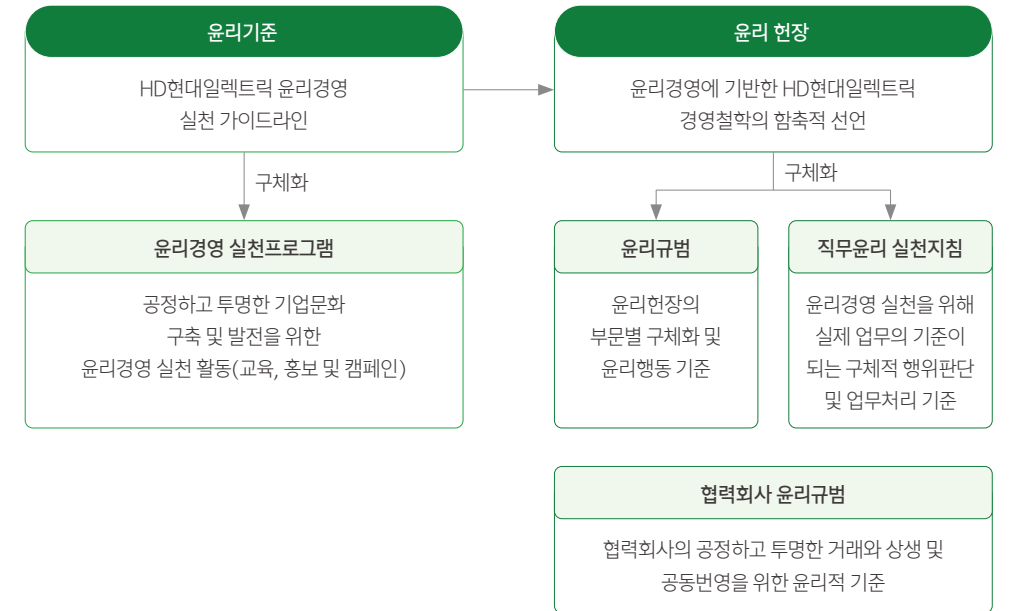 윤리기준
HD현대일렉트릭 윤리경영
실천 가이드라인
윤리 헌장
윤리경영에 기반한 HD현대일렉트릭
경영철학의 함축적 선언
구체화
구체화
윤리경영 실천프로그램
공정하고 투명한 기업문화
구축 및 발전을 위한
윤리경영 실천 활동(교육, 홍보 및 캠페인)
윤리규범
윤리헌장의
부문별 구체화 및
윤리행동 기준
직무윤리 실천지침
윤리경영 실천을 위해
실제 업무의 기준이
되는 구체적 행위판단
및 업무처리 기준
협력회사 윤리규범
협력회사의 공정하고 투명한 거래와 상생 및
공동번영을 위한 윤리적 기준